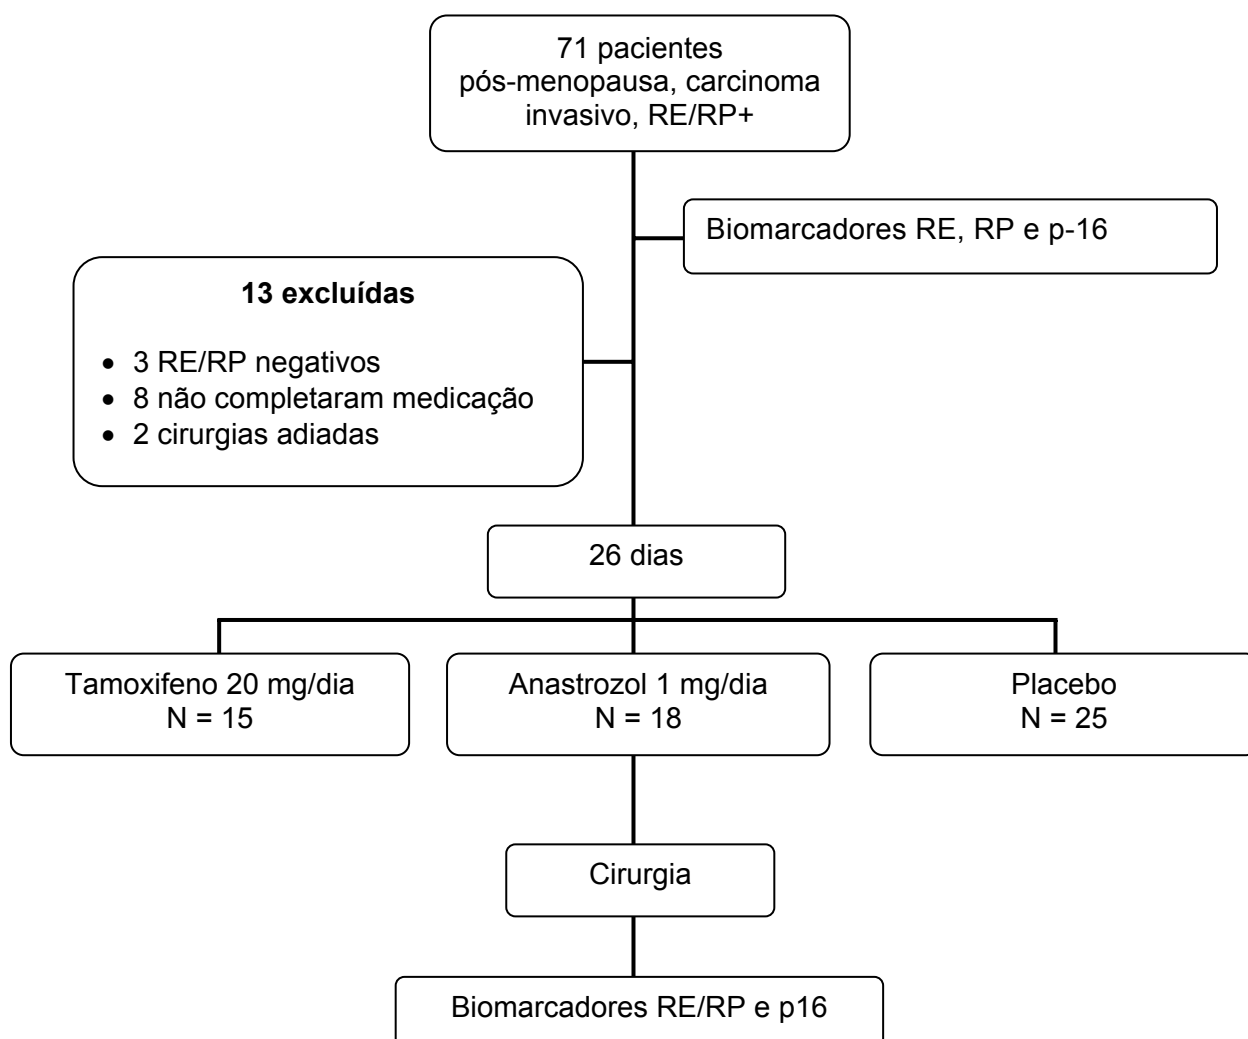 71 pacientes
pós-menopausa, carcinoma
invasivo, RE/RP+
Biomarcadores RE, RP e p-16
13 excluídas
• 3 RE/RP negativos
• 8 não completaram medicação
• 2 cirurgias adiadas
26 dias
Tamoxifeno 20 mg/dia
N = 15
Anastrozol 1 mg/dia
N = 18
Placebo
N = 25
Cirurgia
Biomarcadores RE/RP e p16